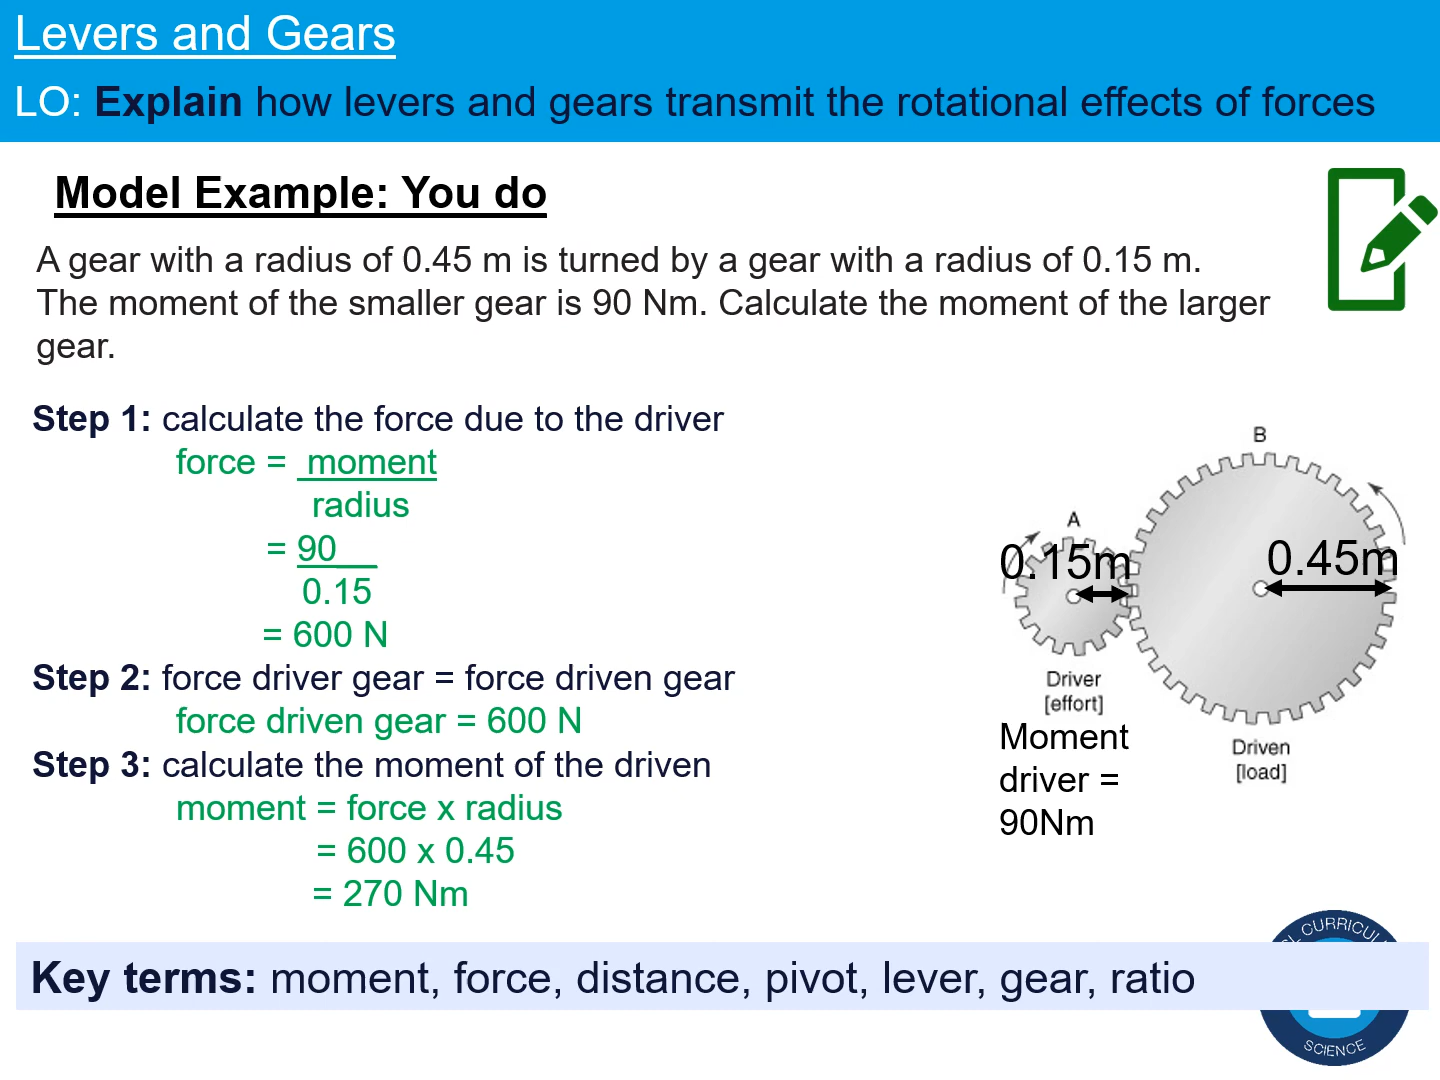 Levers and Gears
LO: Explain how levers and gears transmit the rotational effects of forces
Model Example: You do
A gear with a radius of 0.45 m is turned by a gear with a radius of 0.15 m.
The moment of the smaller gear is 90 Nm. Calculate the moment of the larger
gear.
Step 1: calculate the force due to the driver
force = moment
radius
= 90
0.15
= 600 N
Step 2: force driver gear = force driven gear
force driven gear = 600 N
Step 3: calculate the moment of the driven
moment = force x radius
= 600 x 0.45
= 270 Nm
B
A
0.15m
0.45m
Driver
[effort]
Moment
driver =
90Nm
Driven
[load]
Key terms: moment, force, distance, pivot, lever, gear, ratio
SCIENCE